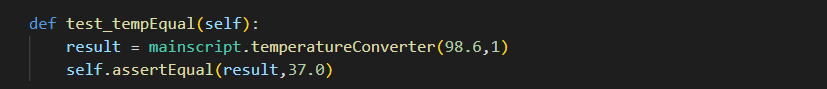 def test_tempEqual(self):
    result = mainscript.temperatureConverter(98.6,1)
    self.assertEqual(result,37.0)